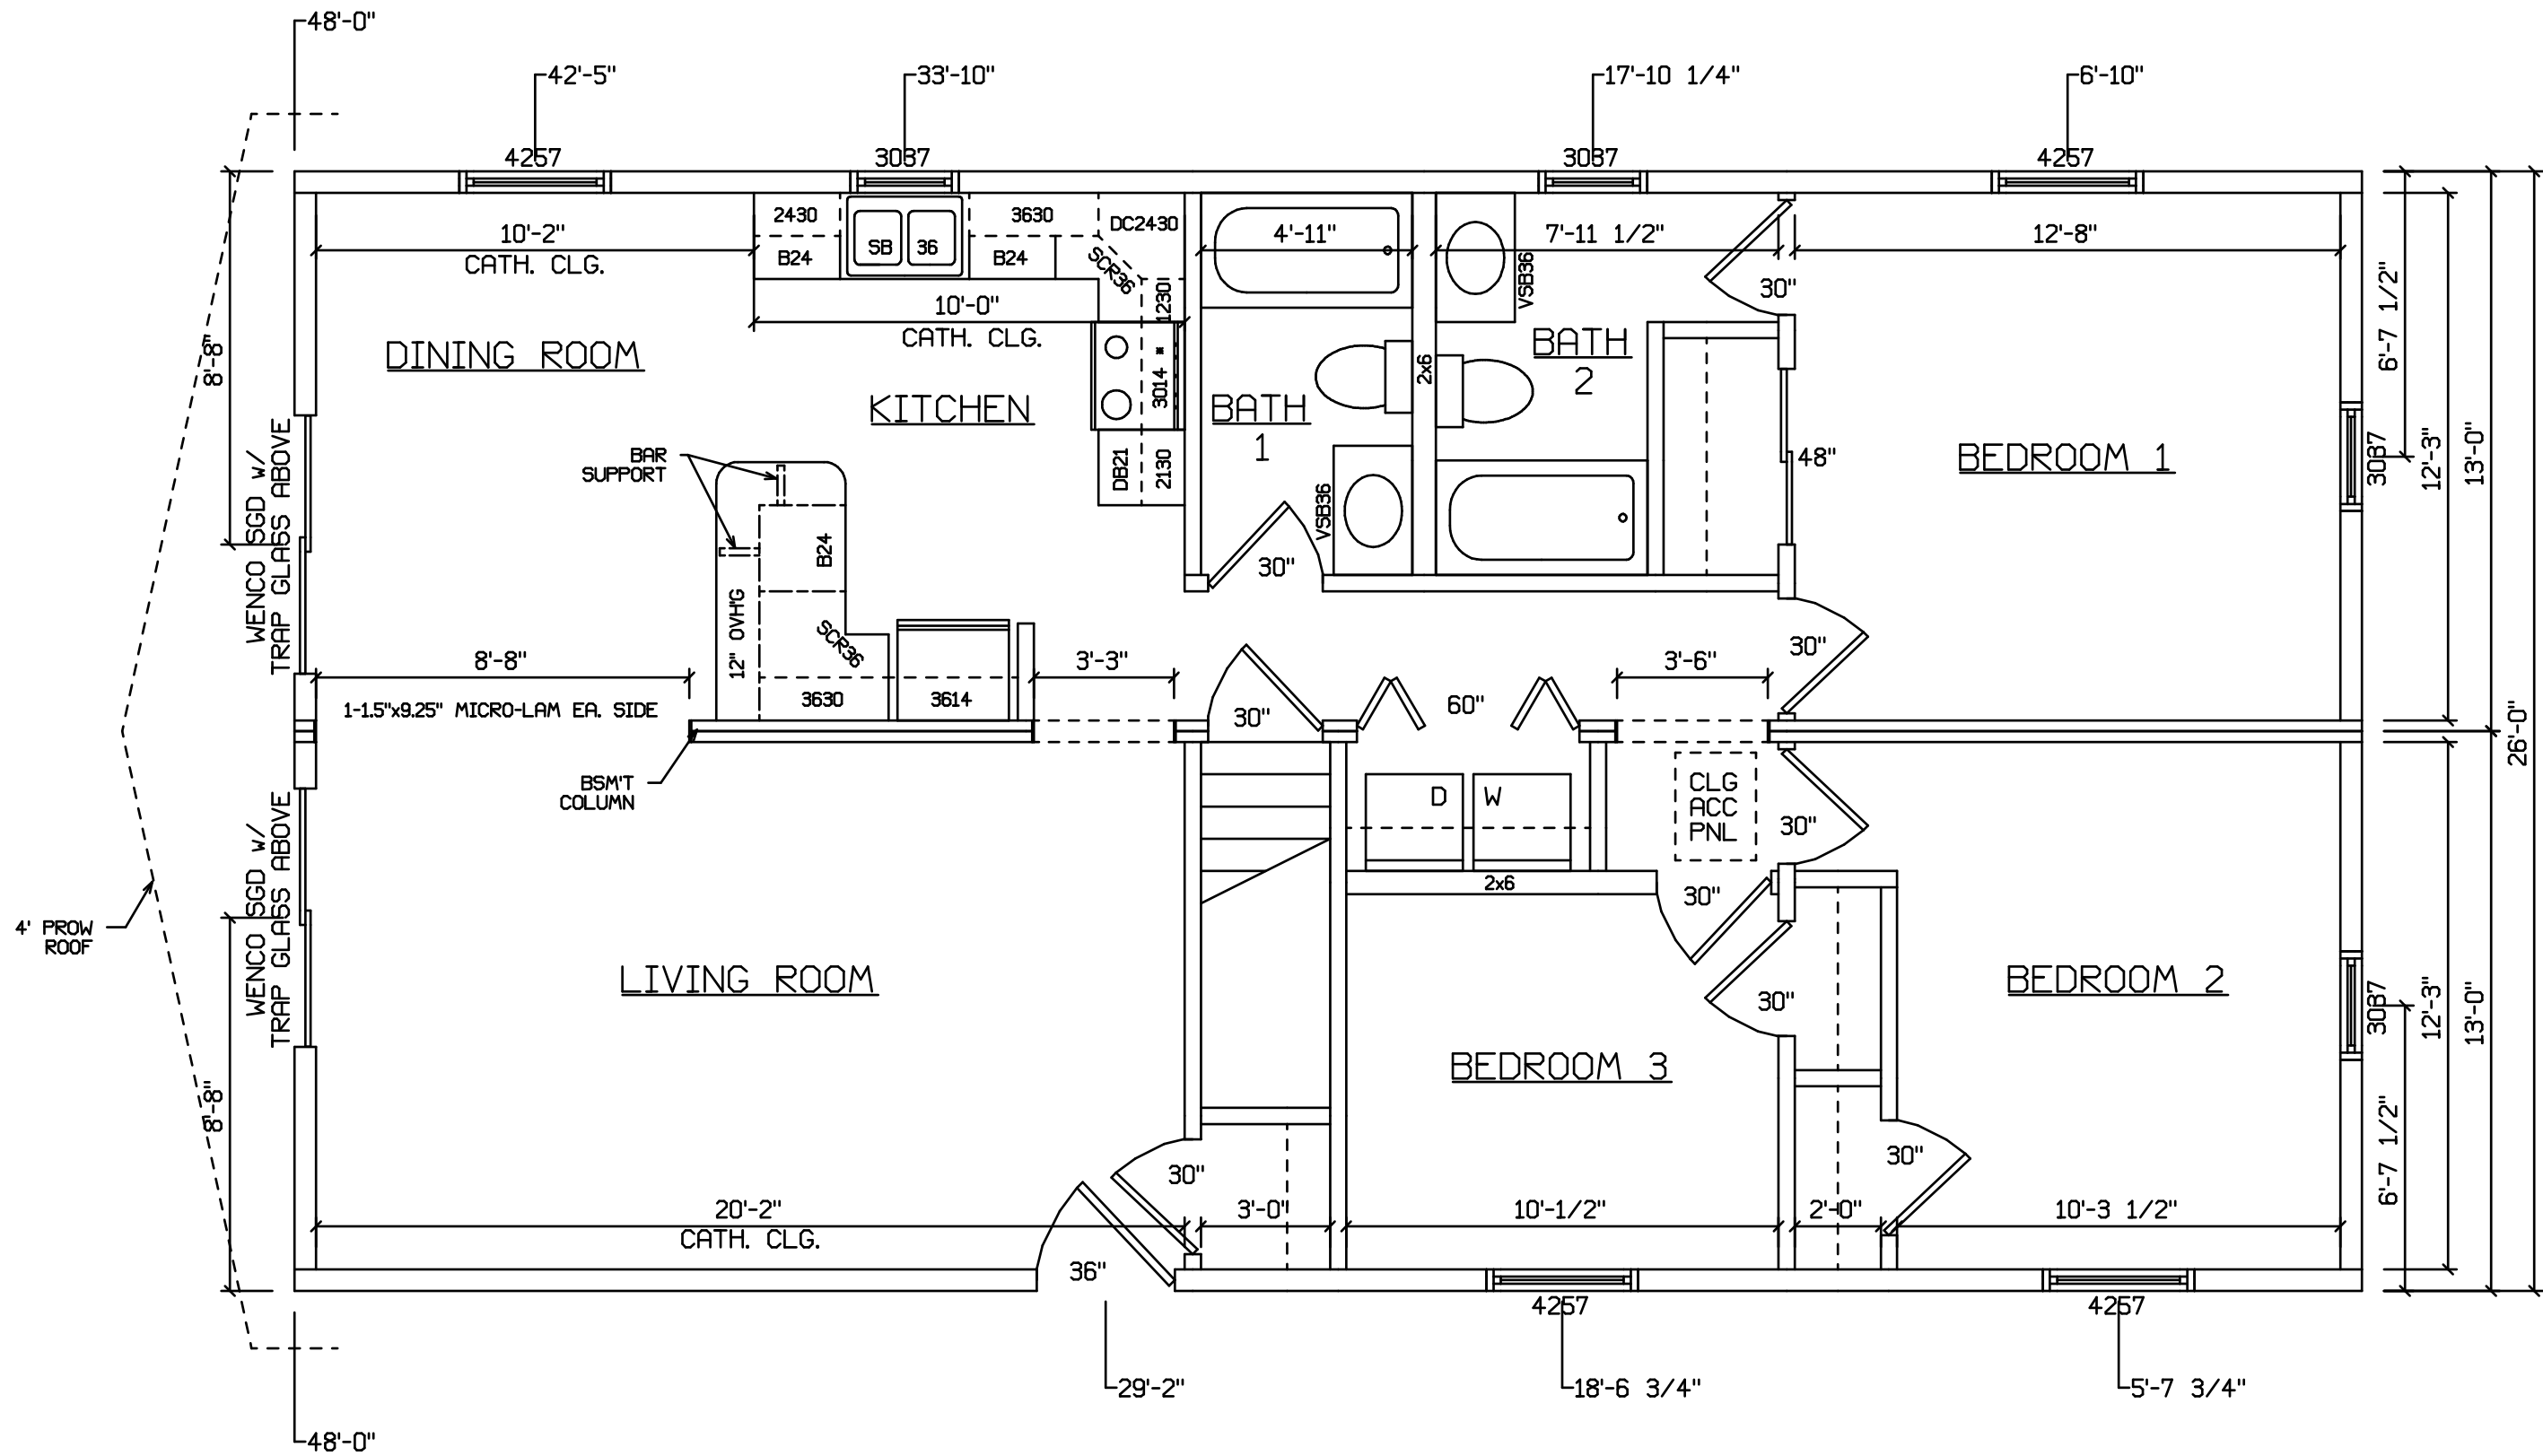 48'-0"
42'-5"
33'-10"
17'-10 1/4"
6'-10"
4257
3037
3037
4257
2430
SB
36
3630
DC2430
B24
B24
SCR36
1230
10'-2"
CATH. CLG.
10'-0"
CATH. CLG.
4'-11"
7'-11 1/2"
12'-8"
VSB36
30"
DINING ROOM
KITCHEN
3014 *
BATH
1
2x6
BATH
2
48"
BEDROOM 1
8'-8"
WENCO SGD w/
TRAP GLASS ABOVE
BAR
SUPPORT
DB21
2130
VSB36
30"
B24
12" OVH'G
SCR36
3630
3614
8'-8"
1-1.5"x9.25" MICRO-LAM EA. SIDE
3'-3"
30"
60"
3'-6"
30"
6'-7 1/2"
3037
12'-3"
13'-0"
26'-0"
BSM'T
COLUMN
D
W
CLG
ACC
PNL
30"
2x6
30"
4' PROW
ROOF
WENCO SGD w/
TRAP GLASS ABOVE
8'-8"
LIVING ROOM
30"
BEDROOM 2
BEDROOM 3
3037
12'-3"
13'-0"
6'-7 1/2"
30"
30"
20'-2"
CATH. CLG.
3'-0"
10'-1/2"
2'-0"
10'-3 1/2"
36"
4257
4257
29'-2"
18'-6 3/4"
5'-7 3/4"
48'-0"